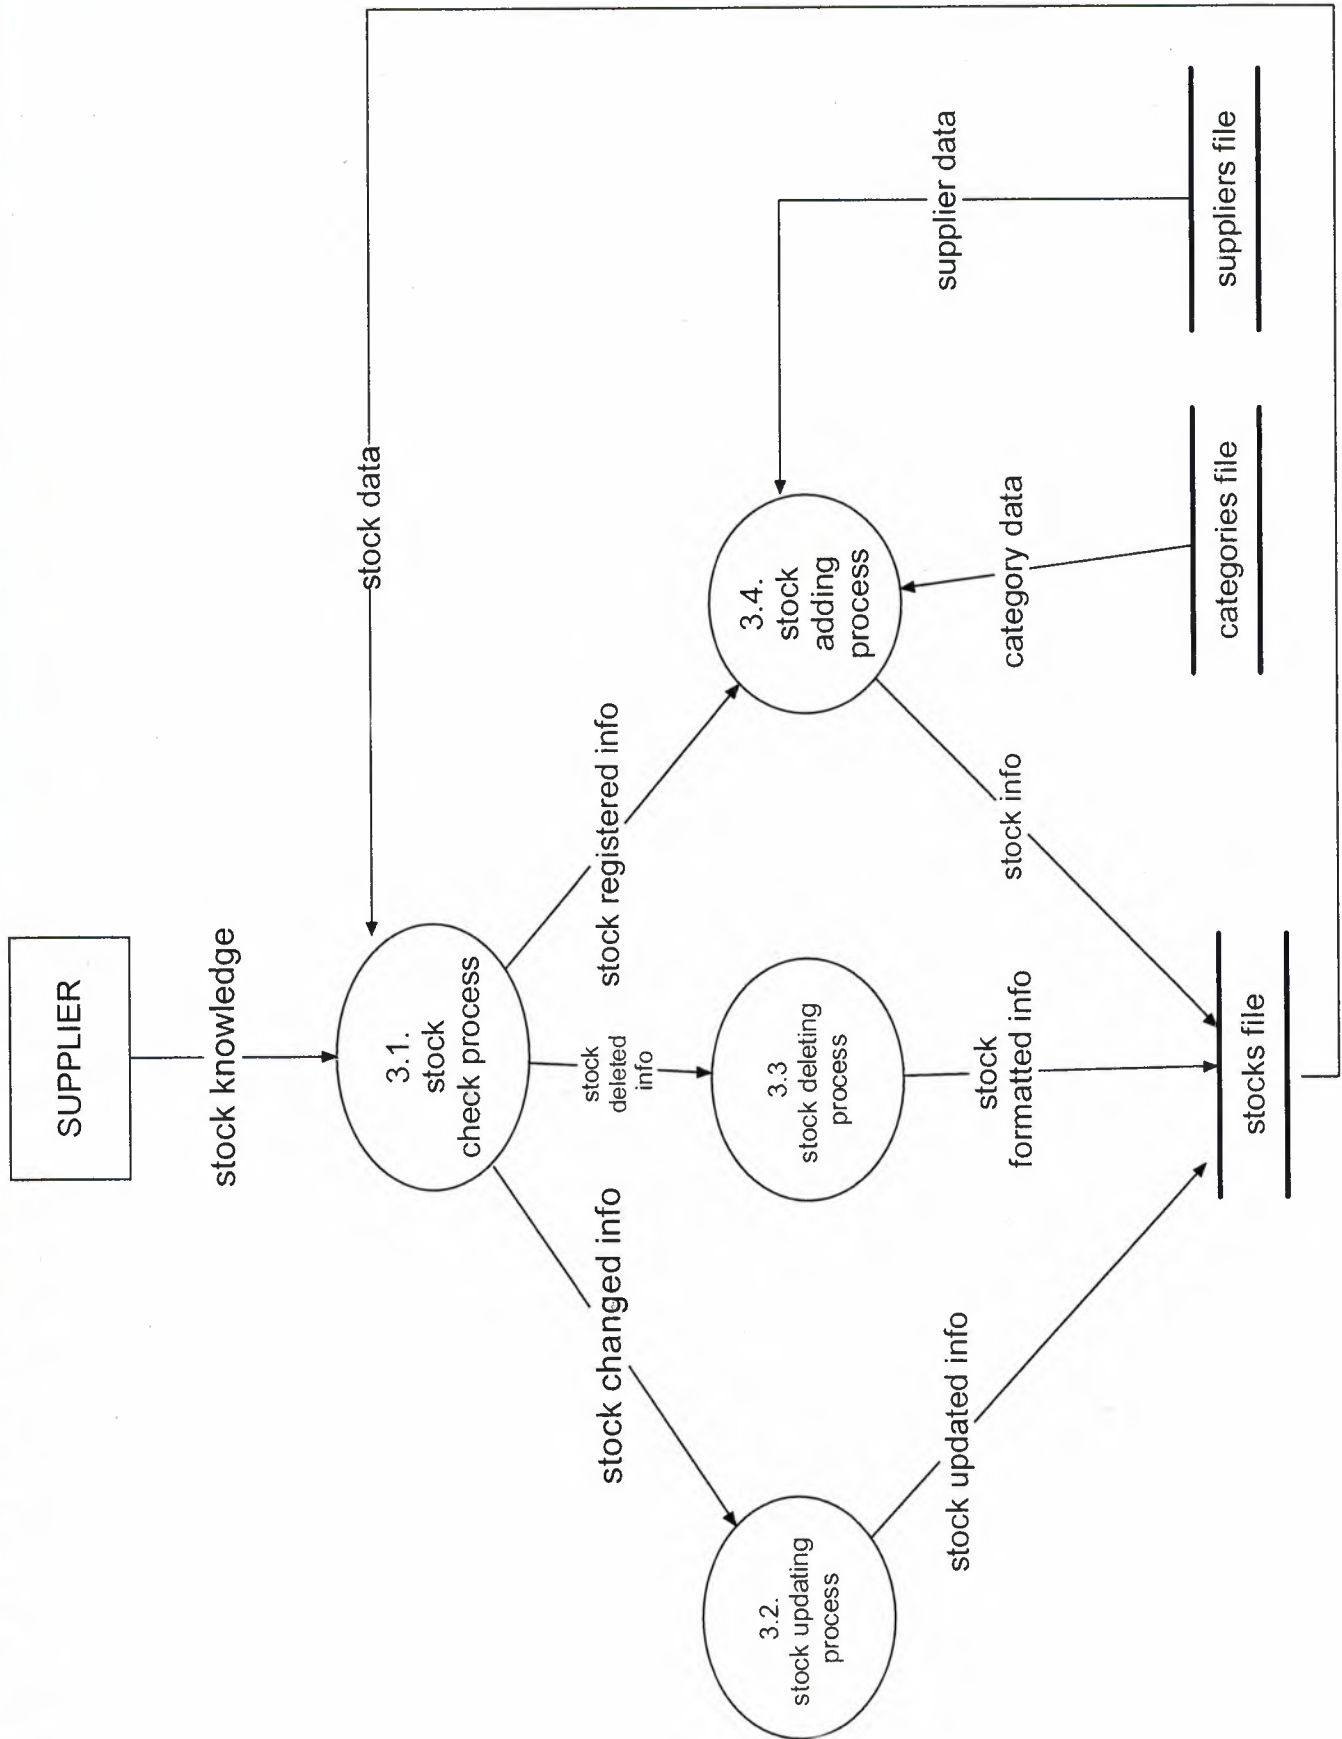 SUPPLIER
stock knowledge
stock data
3.1.
stock
check process
stock changed info
stock
deleted
info
stock registered info
3.2.
stock updating
process
3.3
stock deleting
process
3.4.
stock
adding
process
supplier data
stock updated info
stock
formatted info
stock info
category data
stocks file
categories file
suppliers file